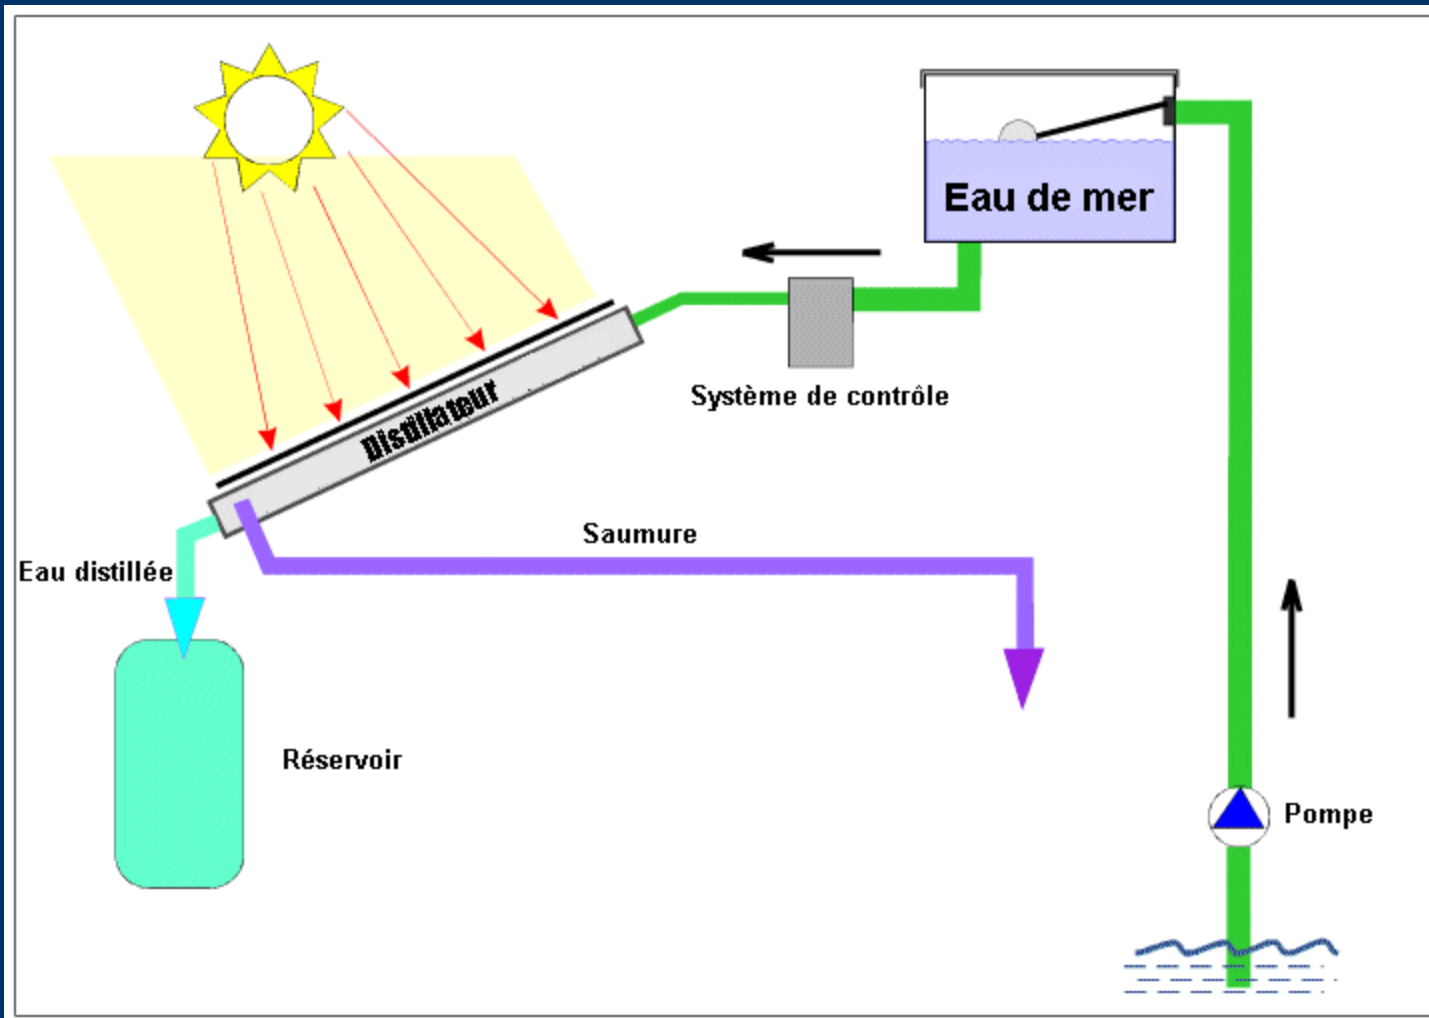 Eau de mer
Système de contrôle
Distillateur
Saumure
Eau distillée
Réservoir
Pompe